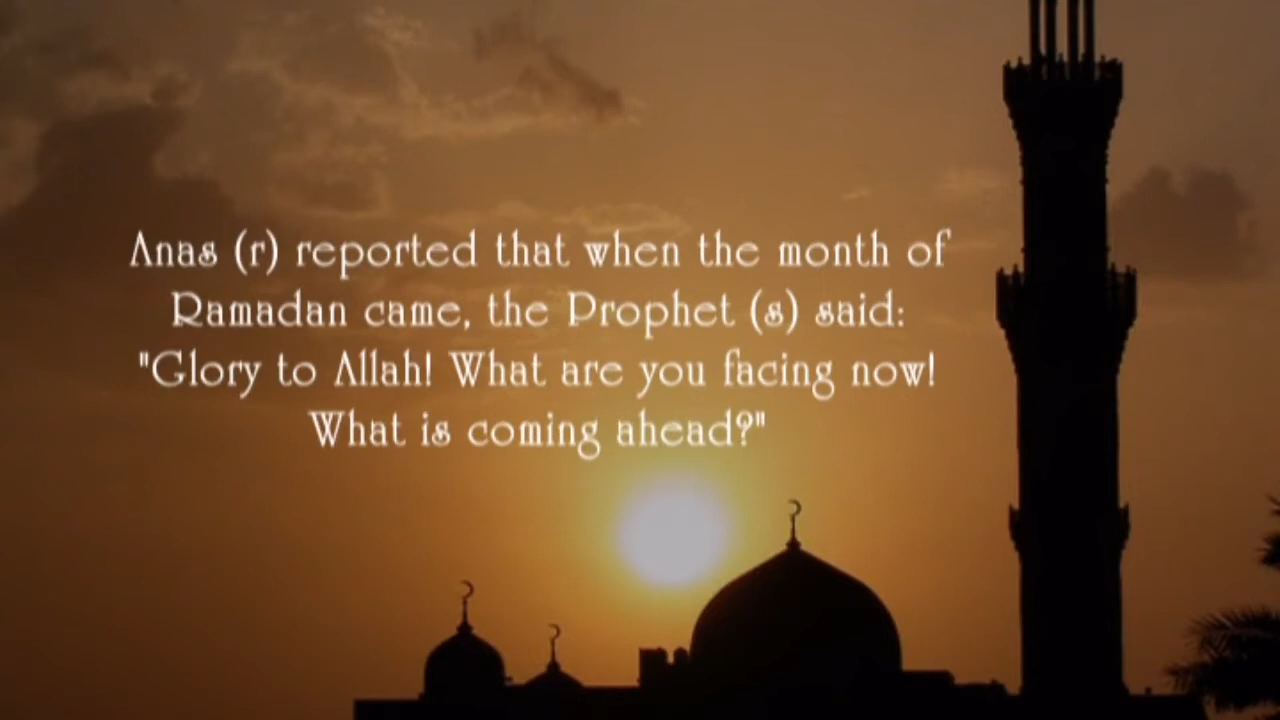 Anas (r) reported that when the month of
Ramadan came, the Prophet (s) said:
"Glory to Allah! What are you facing now!
What is coming ahead?"